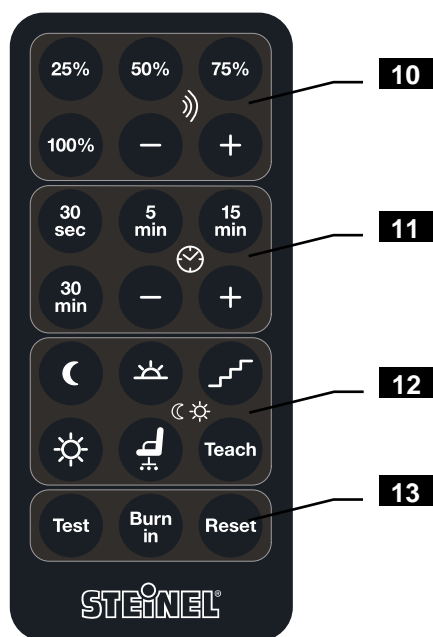 25% 50% 75%
10
100% − +
30 sec 5 min 15 min
11
30 min − +
12
Teach
13
Test Burn in Reset
STEINEL®